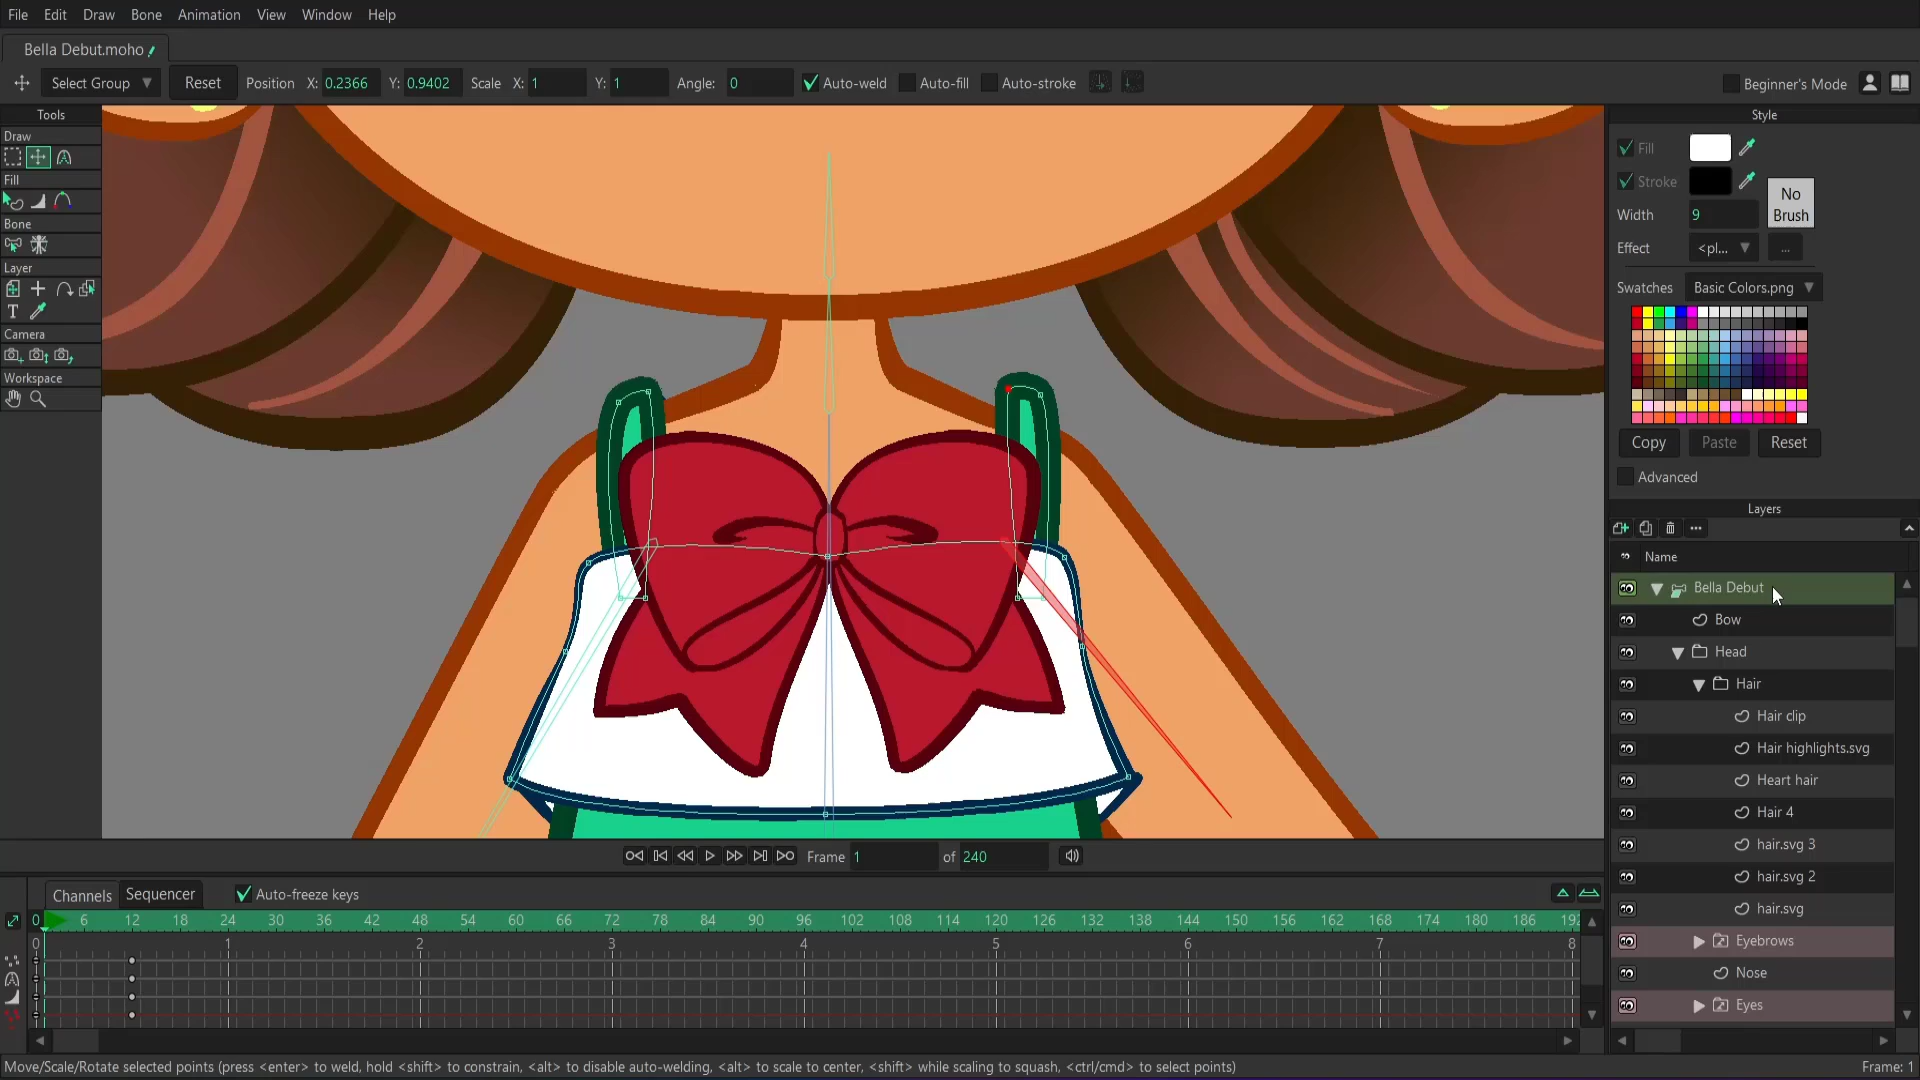 File Edit Draw Bone Animation View Window Help
Bella Debut.moho
Select Group Reset Position X: 0.2366 Y: 0.9402 Scale X: 1 Y: 1 Angle: 0 Auto-weld Auto-fill Auto-stroke Beginner's Mode
Tools
Draw
Fill
Bone
Layer
T
Camera
Workspace
Style
Fill
Stroke
No Brush
Width 9
Effect <pl... ...
Swatches Basic Colors.png
Copy Paste Reset
Advanced
Layers
Name
Bella Debut
Bow
Head
Hair
Hair clip
Hair highlights.svg
Heart hair
Hair 4
hair.svg 3
hair.svg 2
hair.svg
Eyebrows
Nose
Eyes
Frame 1 of 240
Channels Sequencer Auto-freeze keys
0 6 12 18 24 30 36 42 48 54 60 66 72 78 84 90 96 102 108 114 120 126 132 138 144 150 156 162 168 174 180 186 192
0 1 2 3 4 5 6 7 8
Move/Scale/Rotate selected points (press <enter> to weld, hold <shift> to constrain, <alt> to disable auto-welding, <alt> to scale to center, <shift> while scaling to squash, <ctrl/cmd> to select points) Frame: 1